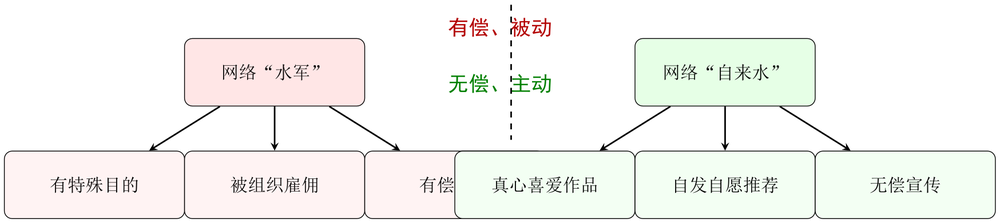 有偿、被动
网络“水军”
网络“自来水”
无偿、主动
有特殊目的
被组织雇佣
有偿
真心喜爱作品
自发自愿推荐
无偿宣传